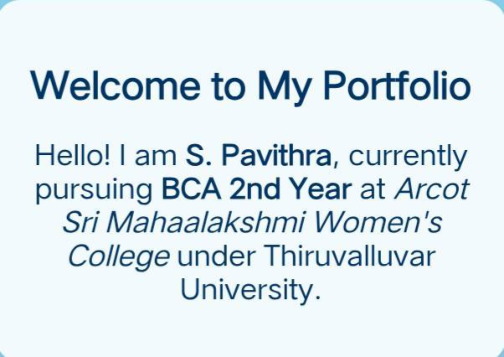 Welcome to My Portfolio
Hello! I am S. Pavithra, currently
pursuing BCA 2nd Year at Arcot
Sri Mahaalakshmi Women's
College under Thiruvalluvar
University.